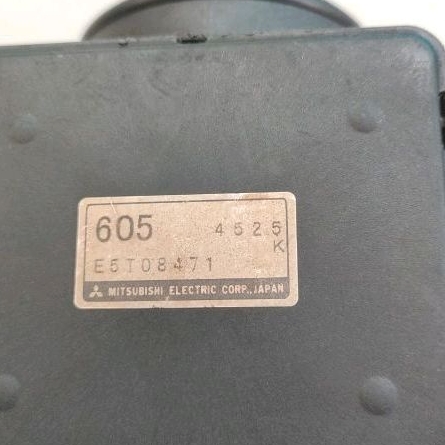 605 4525
K
E5T08471
MITSUBISHI ELECTRIC CORP., JAPAN